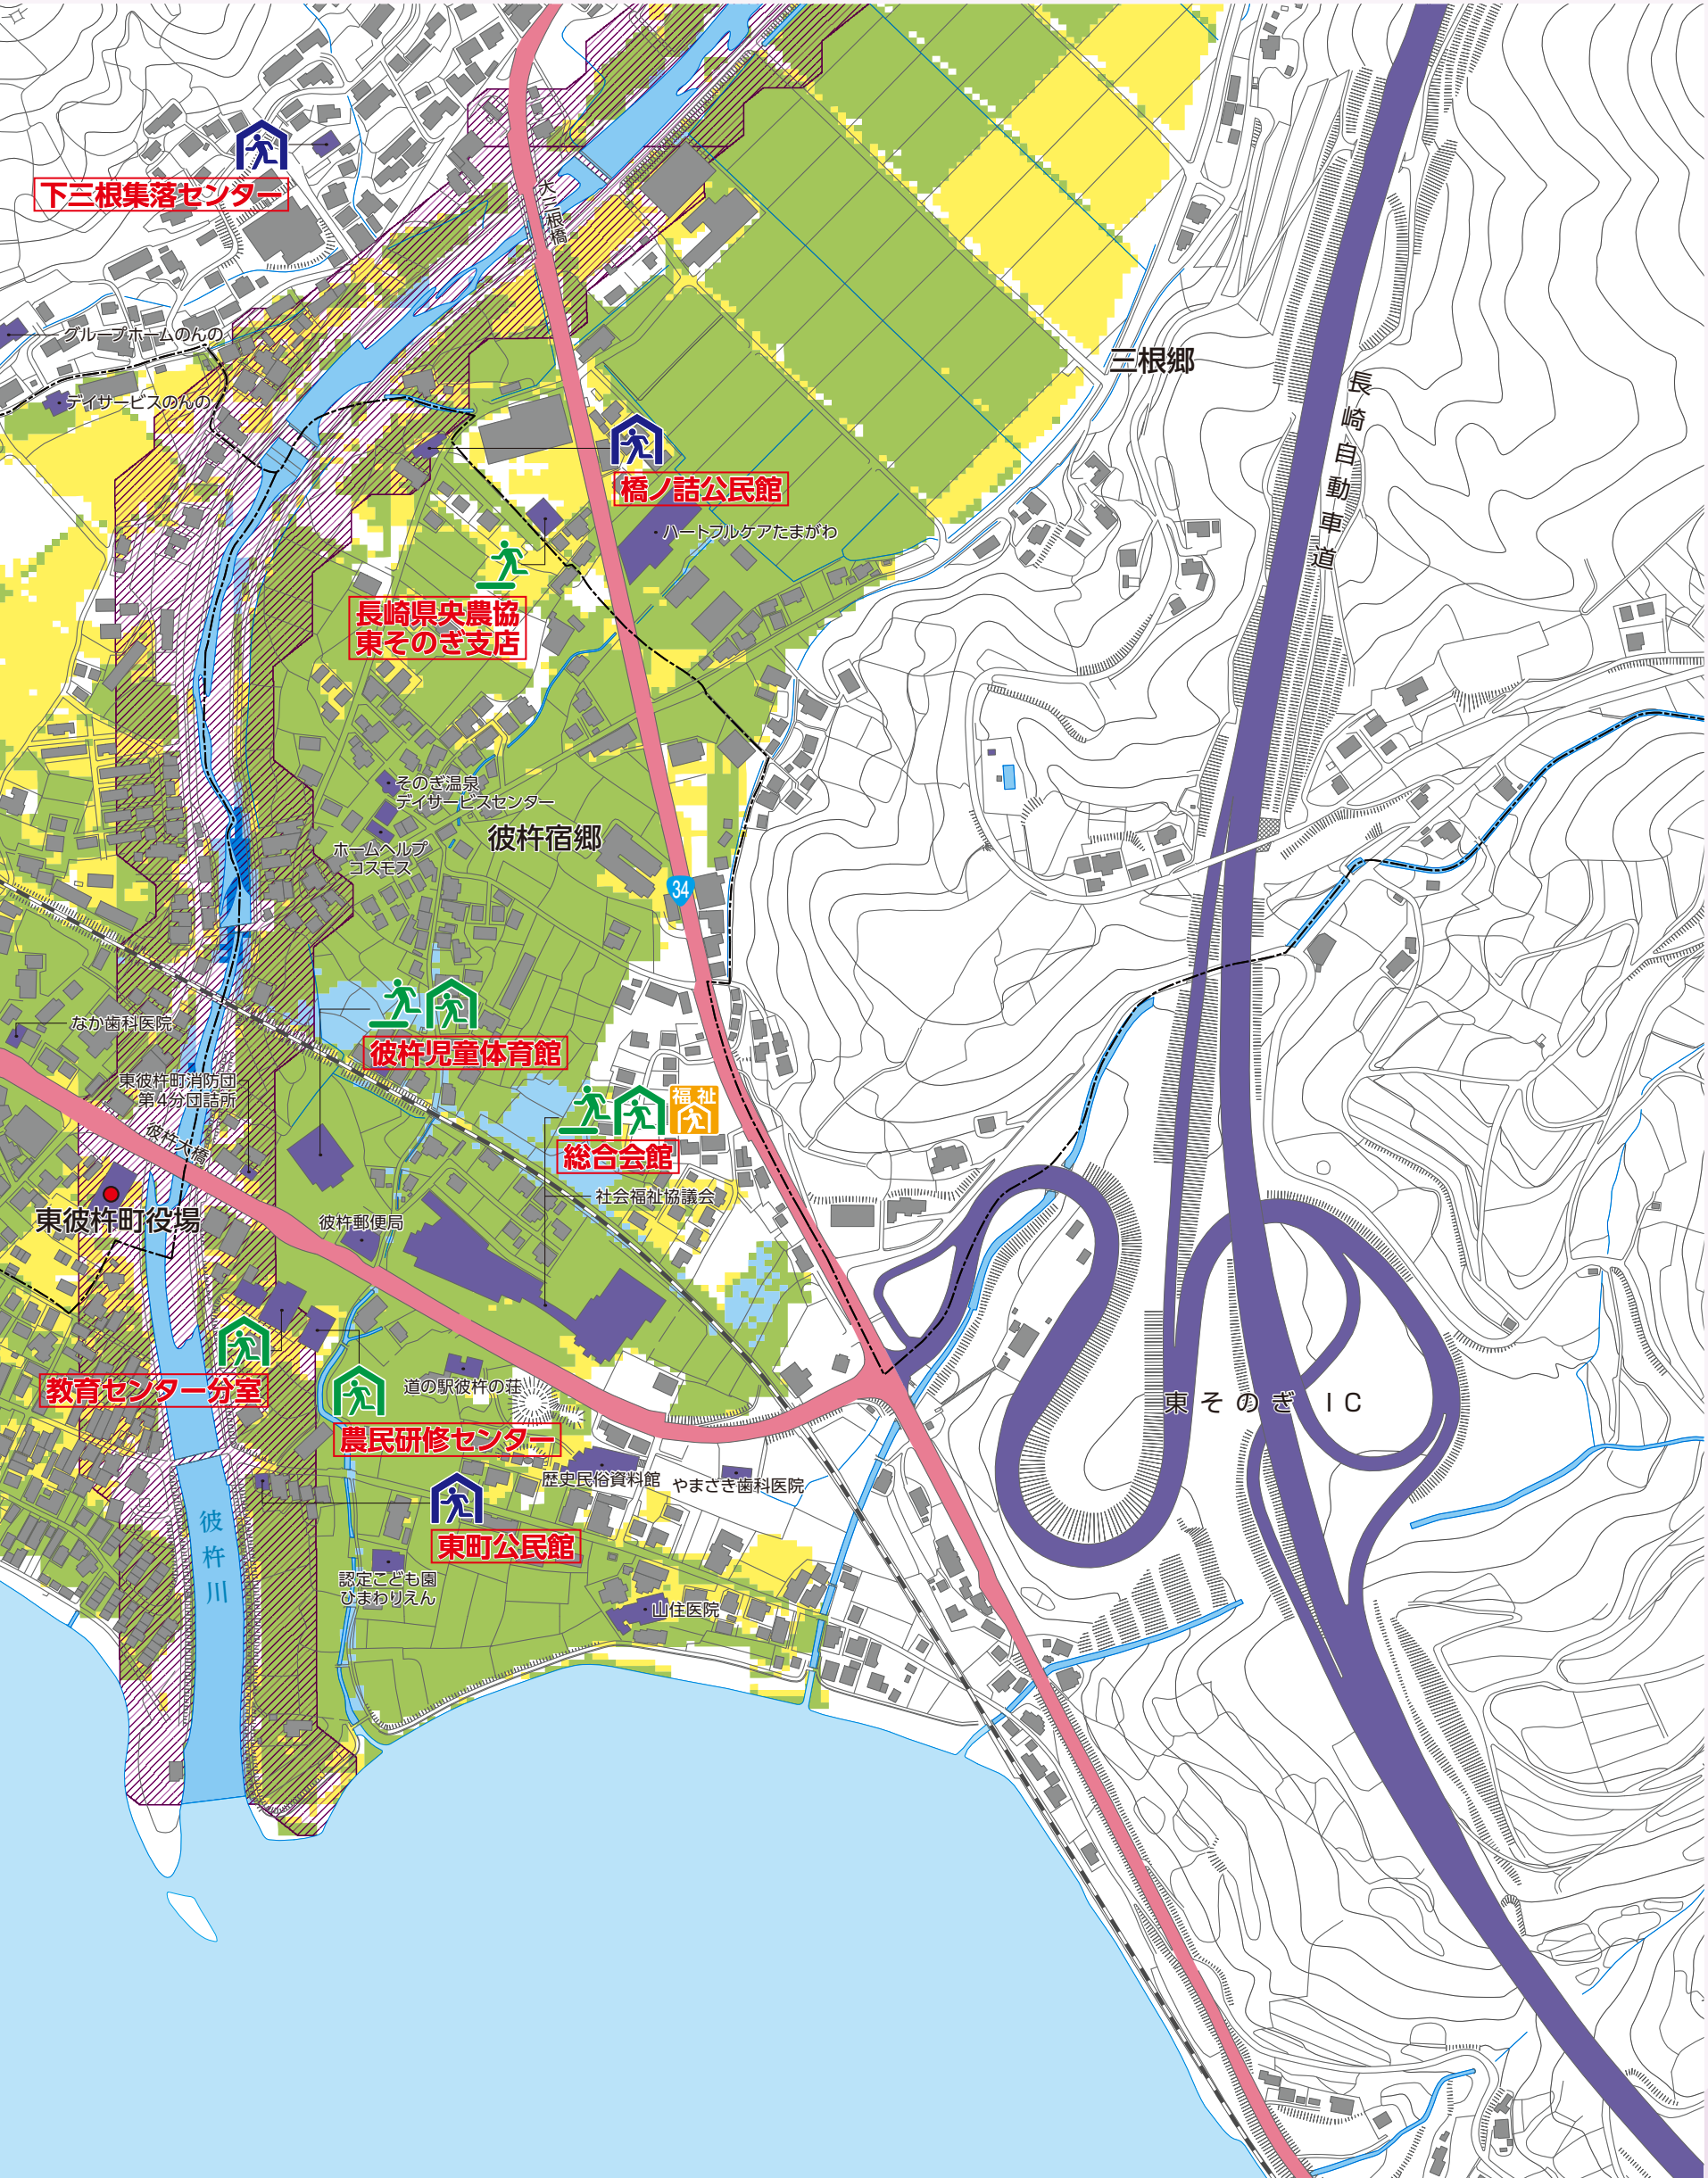 下三根集落センター
大三根橋
グループホームのんの
デイサービスのんの
三根郷
長崎自動車道
橋ノ詰公民館
ハートフルケアたまがわ
長崎県央農協
東そのぎ支店
そのぎ温泉
デイサービスセンター
彼杵宿郷
ホームヘルプ
コスモス
34
なか歯科医院
彼杵児童体育館
東彼杵町消防団
第4分団詰所
福祉
彼杵大橋
総合会館
社会福祉協議会
東彼杵町役場
彼杵郵便局
教育センター分室
道の駅彼杵の荘
東そのぎ IC
農民研修センター
歴史民俗資料館
やまさき歯科医院
彼杵川
東町公民館
認定こども園
ひまわりえん
山住医院